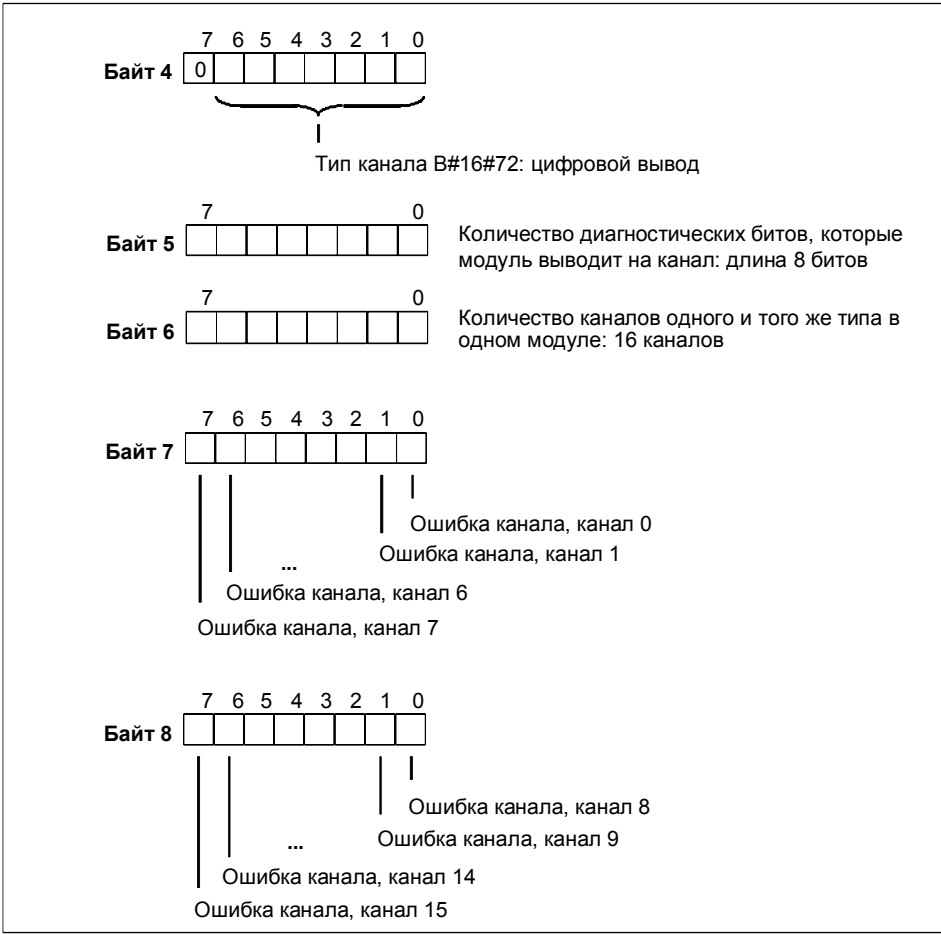 7 6 5 4 3 2 1 0
Байт 4 0
Тип канала B#16#72: цифровой вывод
7 0
Байт 5
Количество диагностических битов, которые
модуль выводит на канал: длина 8 битов
7 0
Байт 6
Количество каналов одного и того же типа в
одном модуле: 16 каналов
7 6 5 4 3 2 1 0
Байт 7
Ошибка канала, канал 0
Ошибка канала, канал 1
...
Ошибка канала, канал 6
Ошибка канала, канал 7
7 6 5 4 3 2 1 0
Байт 8
Ошибка канала, канал 8
Ошибка канала, канал 9
...
Ошибка канала, канал 14
Ошибка канала, канал 15